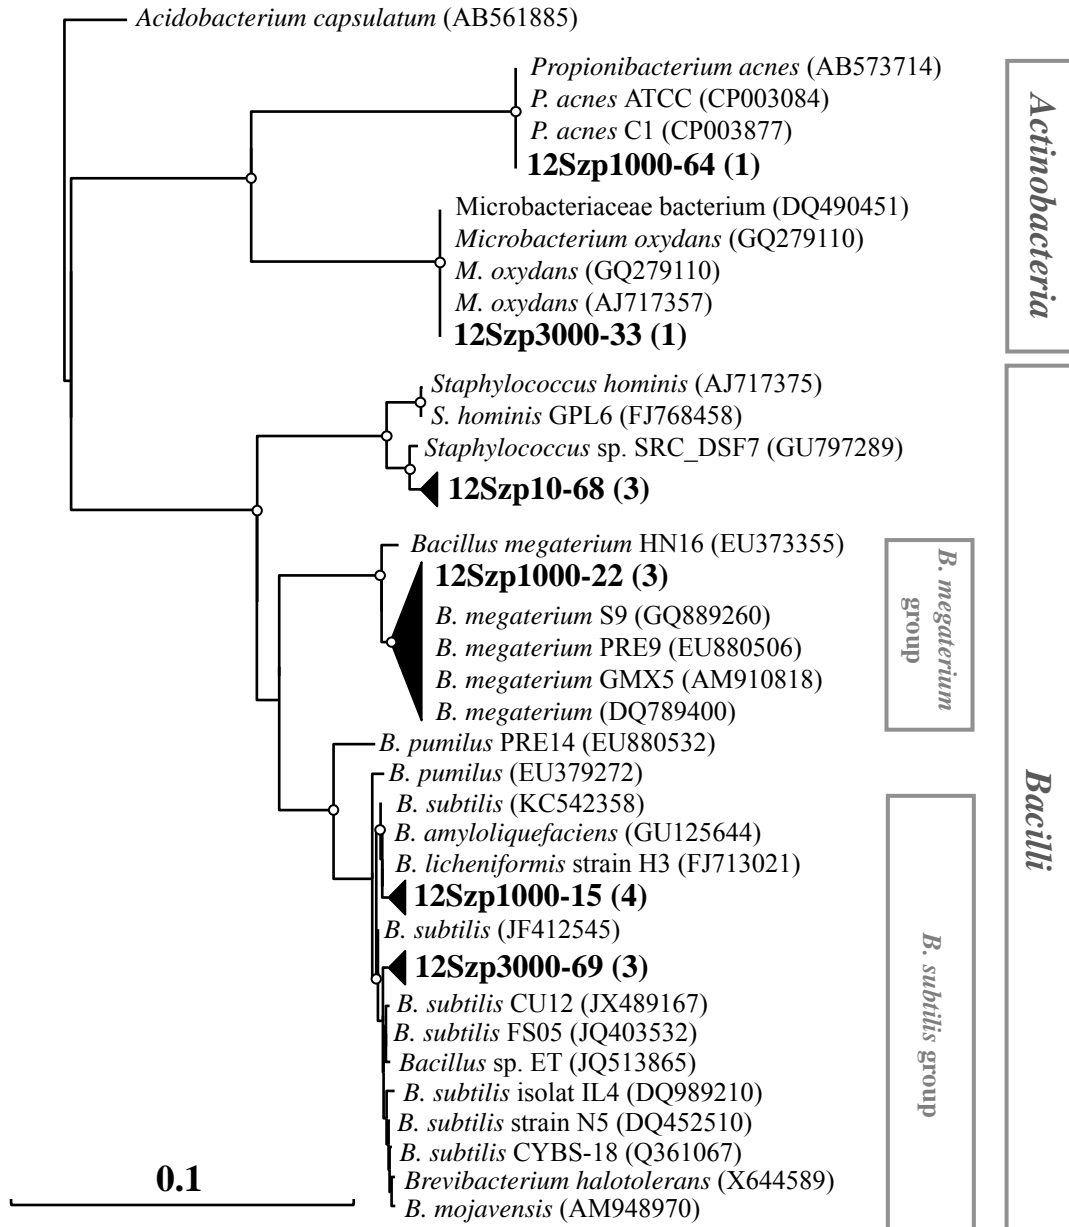 Acidobacterium capsulatum (AB561885)
Propionibacterium acnes (AB573714)
P. acnes ATCC (CP003084)
P. acnes C1 (CP003877)
12Szp1000-64 (1)
Microbacteriaceae bacterium (DQ490451)
Microbacterium oxydans (GQ279110)
M. oxydans (GQ279110)
M. oxydans (AJ717357)
12Szp3000-33 (1)
Actinobacteria
Staphylococcus hominis (AJ717375)
S. hominis GPL6 (FJ768458)
Staphylococcus sp. SRC_DSF7 (GU797289)
12Szp10-68 (3)
Bacillus megaterium HN16 (EU373355)
12Szp1000-22 (3)
B. megaterium S9 (GQ889260)
B. megaterium PRE9 (EU880506)
B. megaterium GMX5 (AM910818)
B. megaterium (DQ789400)
B. megaterium
group
B. pumilus PRE14 (EU880532)
B. pumilus (EU379272)
B. subtilis (KC542358)
B. amyloliquefaciens (GU125644)
B. licheniformis strain H3 (FJ713021)
12Szp1000-15 (4)
B. subtilis (JF412545)
12Szp3000-69 (3)
B. subtilis CU12 (JX489167)
B. subtilis FS05 (JQ403532)
Bacillus sp. ET (JQ513865)
B. subtilis isolat IL4 (DQ989210)
B. subtilis strain N5 (DQ452510)
B. subtilis CYBS-18 (Q361067)
Brevibacterium halotolerans (X644589)
B. mojavensis (AM948970)
B. subtilis group
Bacilli
0.1